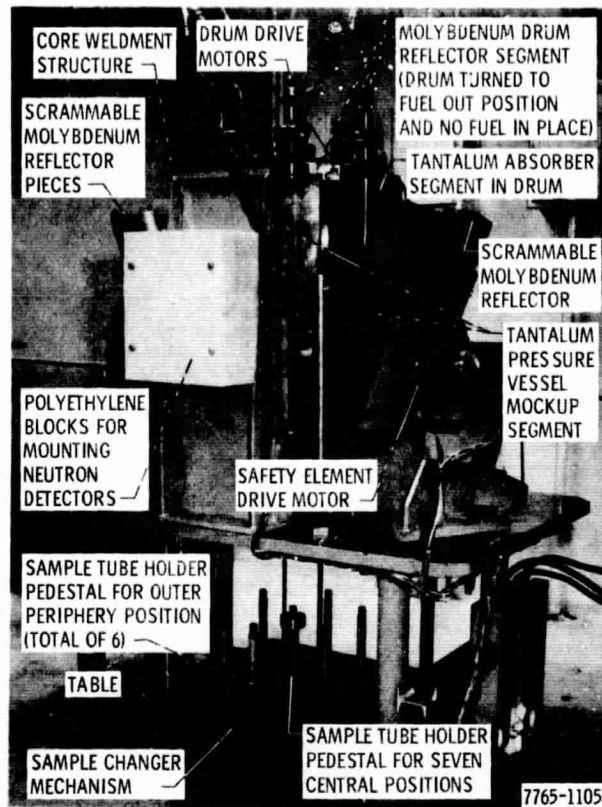 CORE WELDMENT
STRUCTURE
DRUM DRIVE
MOTORS
MOLYBDENUM DRUM
REFLECTOR SEGMENT
(DRUM TURNED TO
FUEL OUT POSITION
AND NO FUEL IN PLACE)
SCRAMMABLE
MOLYBDENUM
REFLECTOR
PIECES
TANTALUM ABSORBER
SEGMENT IN DRUM
SCRAMMABLE
MOLYBDENUM
REFLECTOR
TANTALUM
PRESSURE
VESSEL
MOCKUP
SEGMENT
POLYETHYLENE
BLOCKS FOR
MOUNTING
NEUTRON
DETECTORS
SAFETY ELEMENT
DRIVE MOTOR
SAMPLE TUBE HOLDER
PEDESTAL FOR OUTER
PERIPHERY POSITION
(TOTAL OF 6)
TABLE
SAMPLE CHANGER
MECHANISM
SAMPLE TUBE HOLDER
PEDESTAL FOR SEVEN
CENTRAL POSITIONS
7765-1105